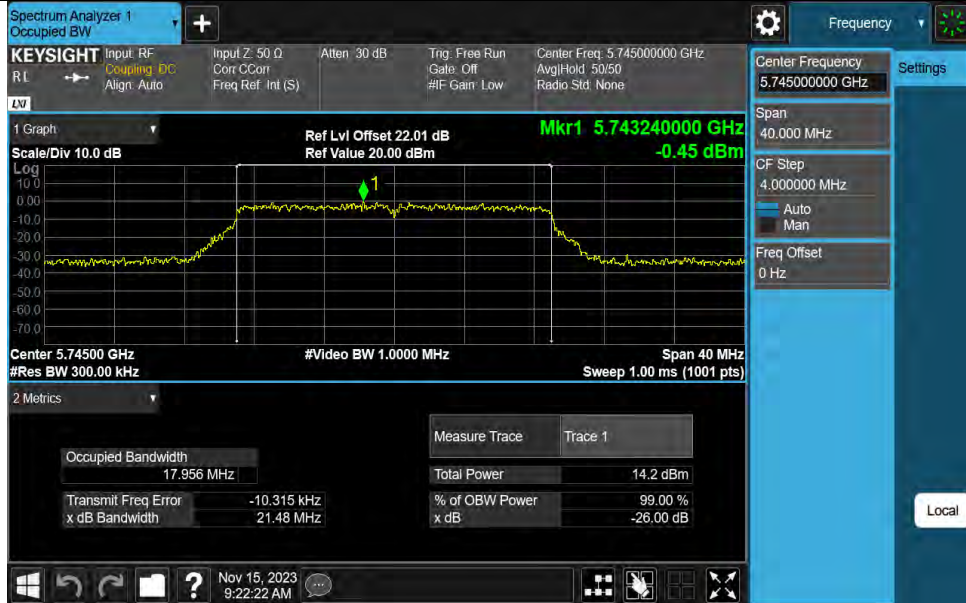 Spectrum Analyzer 1
Occupied BW
+
Frequency
KEYSIGHT
Input: RF
Coupling: DC
Align: Auto
Input Z: 50 Ω
Corr CCorr
Freq Ref: Int (S)
Atten: 30 dB
Trig: Free Run
Gate: Off
#IF Gain: Low
Center Freq: 5.745000000 GHz
Avg|Hold: 50/50
Radio Std: None
LXI
Center Frequency
5.745000000 GHz
Settings
Span
40.000 MHz
CF Step
4.000000 MHz
Auto
Man
Freq Offset
0 Hz
1 Graph
Scale/Div 10.0 dB
Ref Lvl Offset 22.01 dB
Ref Value 20.00 dBm
Mkr1 5.743240000 GHz
-0.45 dBm
Log
10.0
0.00
-10.0
-20.0
-30.0
-40.0
-50.0
-60.0
-70.0
1
Center 5.74500 GHz
#Video BW 1.0000 MHz
Span 40 MHz
#Res BW 300.00 kHz
Sweep 1.00 ms (1001 pts)
2 Metrics
Measure Trace
Trace 1
Occupied Bandwidth
17.956 MHz
Total Power
14.2 dBm
Transmit Freq Error
-10.315 kHz
% of OBW Power
99.00 %
x dB Bandwidth
21.48 MHz
x dB
-26.00 dB
Local
?
Nov 15, 2023
9:22:22 AM